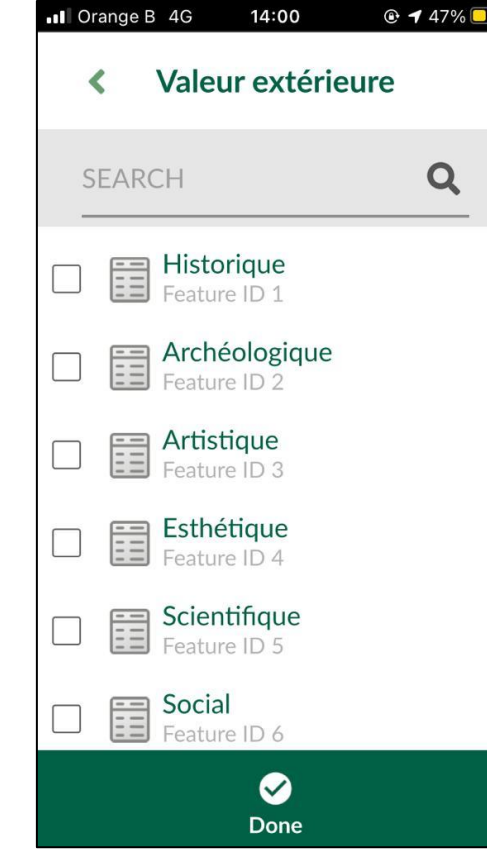 Orange B 4G 14:00 47%
Valeur extérieure
SEARCH
Historique
Feature ID 1
Archéologique
Feature ID 2
Artistique
Feature ID 3
Esthétique
Feature ID 4
Scientifique
Feature ID 5
Social
Feature ID 6
Done